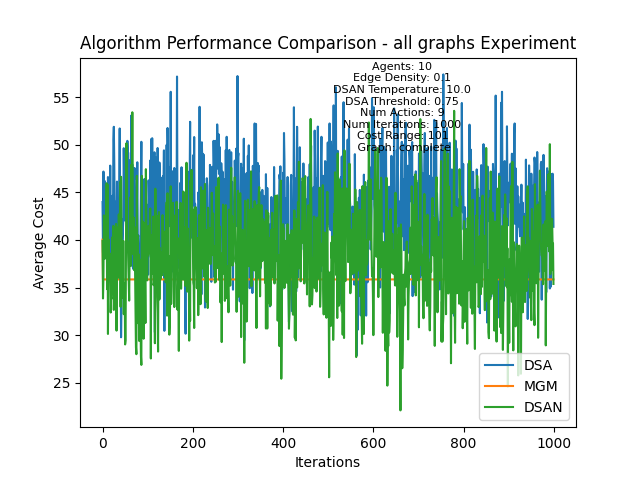 Algorithm Performance Comparison - all graphs Experiment
Agents: 10
Edge Density: 0.1
DSAN Temperature: 10.0
DSA Threshold: 0.75
Num Actions: 9
Num Iterations: 1000
Cost Range: 101
Graph: complete
Average Cost
55
50
45
40
35
30
25
0
200
400
600
800
1000
Iterations
DSA
MGM
DSAN